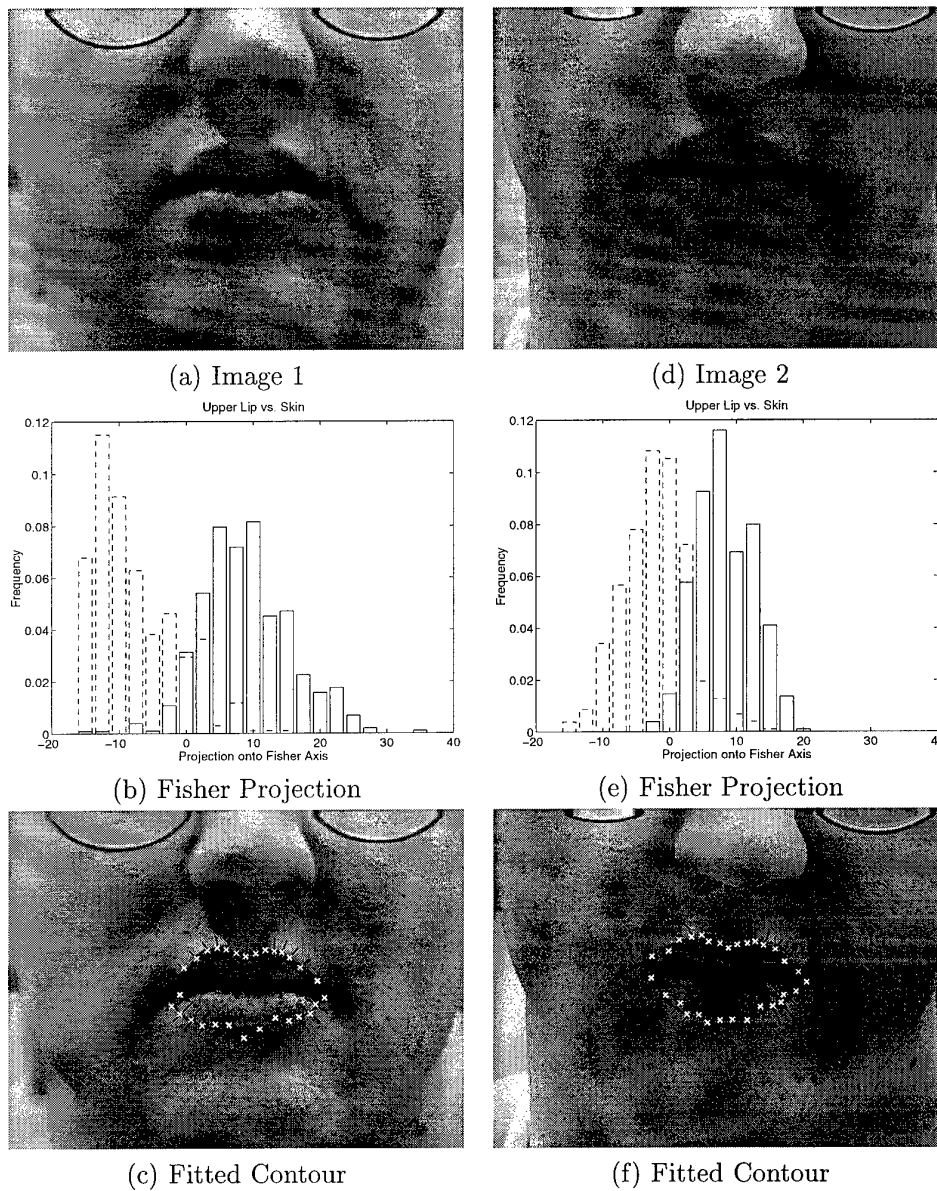 (a) Image 1
(d) Image 2
Upper Lip vs. Skin
0.12
0.1
0.08
0.06
0.04
0.02
0
Frequency
−20
−10
0
10
20
30
40
Projection onto Fisher Axis
(b) Fisher Projection
Upper Lip vs. Skin
0.12
0.1
0.08
0.06
0.04
0.02
0
Frequency
−20
−10
0
10
20
30
40
Projection onto Fisher Axis
(e) Fisher Projection
(c) Fitted Contour
(f) Fitted Contour